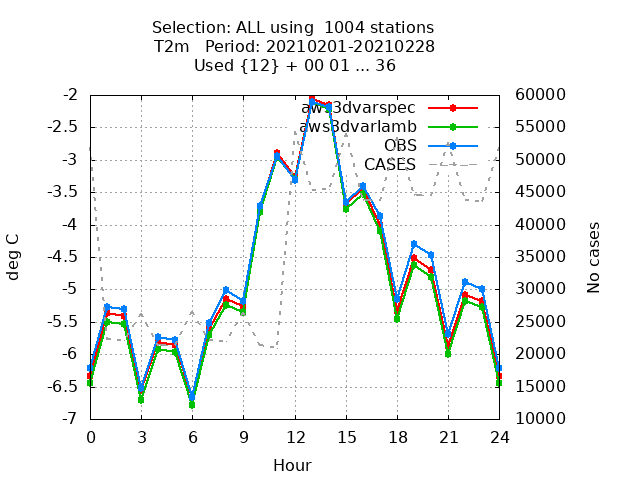 Selection: ALL using  1004 stations
T2m   Period: 20210201-20210228
Used {12} + 00 01 ... 36
-2
-2.5
-3
-3.5
-4
-4.5
-5
-5.5
-6
-6.5
-7
deg C
aws3dvarspec
aws3dvarlamb
OBS
CASES
60000
55000
50000
45000
40000
35000
30000
25000
20000
15000
10000
No cases
0 3 6 9 12 15 18 21 24
Hour